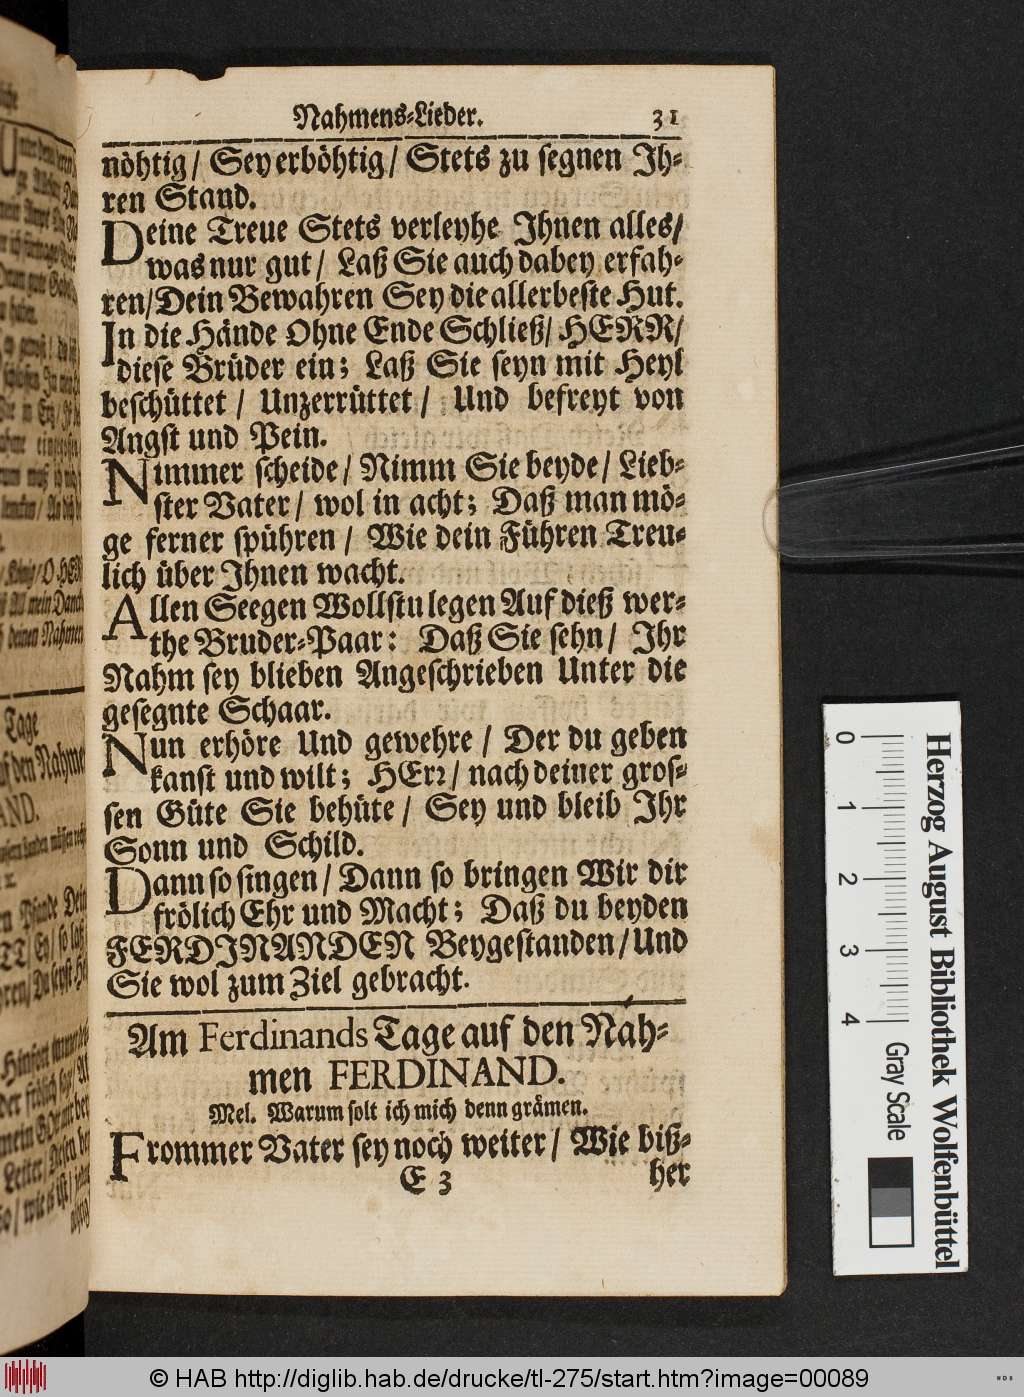 Nahmens-Lieder. 31
nöhtig / Sey erböhtig / Stets zu segnen Ih-
ren Stand.
Deine Treue Stets verleyhe Ihnen alles /
was nur gut / Laß Sie auch dabey erfah-
ren / Dein Bewahren Sey die allerbeste Hut.
In die Hände Ohne Ende Schließ / HERR /
diese Brüder ein; Laß Sie seyn mit Heyl
beschüttet / Unzerrüttet / Und befreyt von
Angst und Pein.
Nimmer scheide / Nimm Sie beyde / Lieb-
ster Vater / wol in acht; Daß man mö-
ge ferner spühren / Wie dein Führen Treu-
lich über Ihnen wacht.
Allen Seegen Wollstu legen Auf dieß wer-
the Bruder-Paar: Daß Sie sehn / Ihr
Nahm sey blieben Angeschrieben Unter die
gesegnte Schaar.
Nun erhöre Und gewehre / Der du geben
kanst und wilt; HErr / nach deiner gros-
sen Güte Sie behüte / Sey und bleib Ihr
Sonn und Schild.
Dann so singen / Dann so bringen Wir dir
frölich Ehr und Macht; Daß du beyden
FERDINANDEN Beygestanden / Und
Sie wol zum Ziel gebracht.
Am Ferdinands Tage auf den Nah-
men FERDINAND.
Mel. Warum solt ich mich denn grämen.
Frommer Vater sey noch weiter / Wie biß-
E 3 her
Herzog August Bibliothek Wolfenbüttel
0 1 2 3 4 Gray Scale
© HAB http://diglib.hab.de/drucke/tl-275/start.htm?image=00089